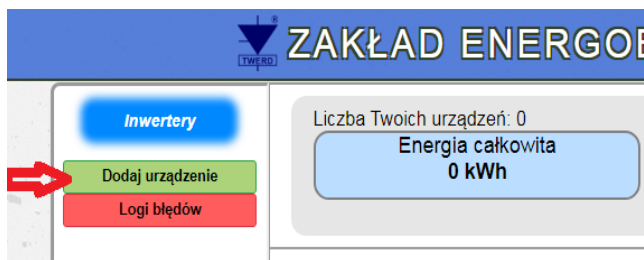 TWERD
®
ZAKŁAD ENERGOE
Inwertery
Dodaj urządzenie
Logi błędów
Liczba Twoich urządzeń: 0
Energia całkowita
0 kWh